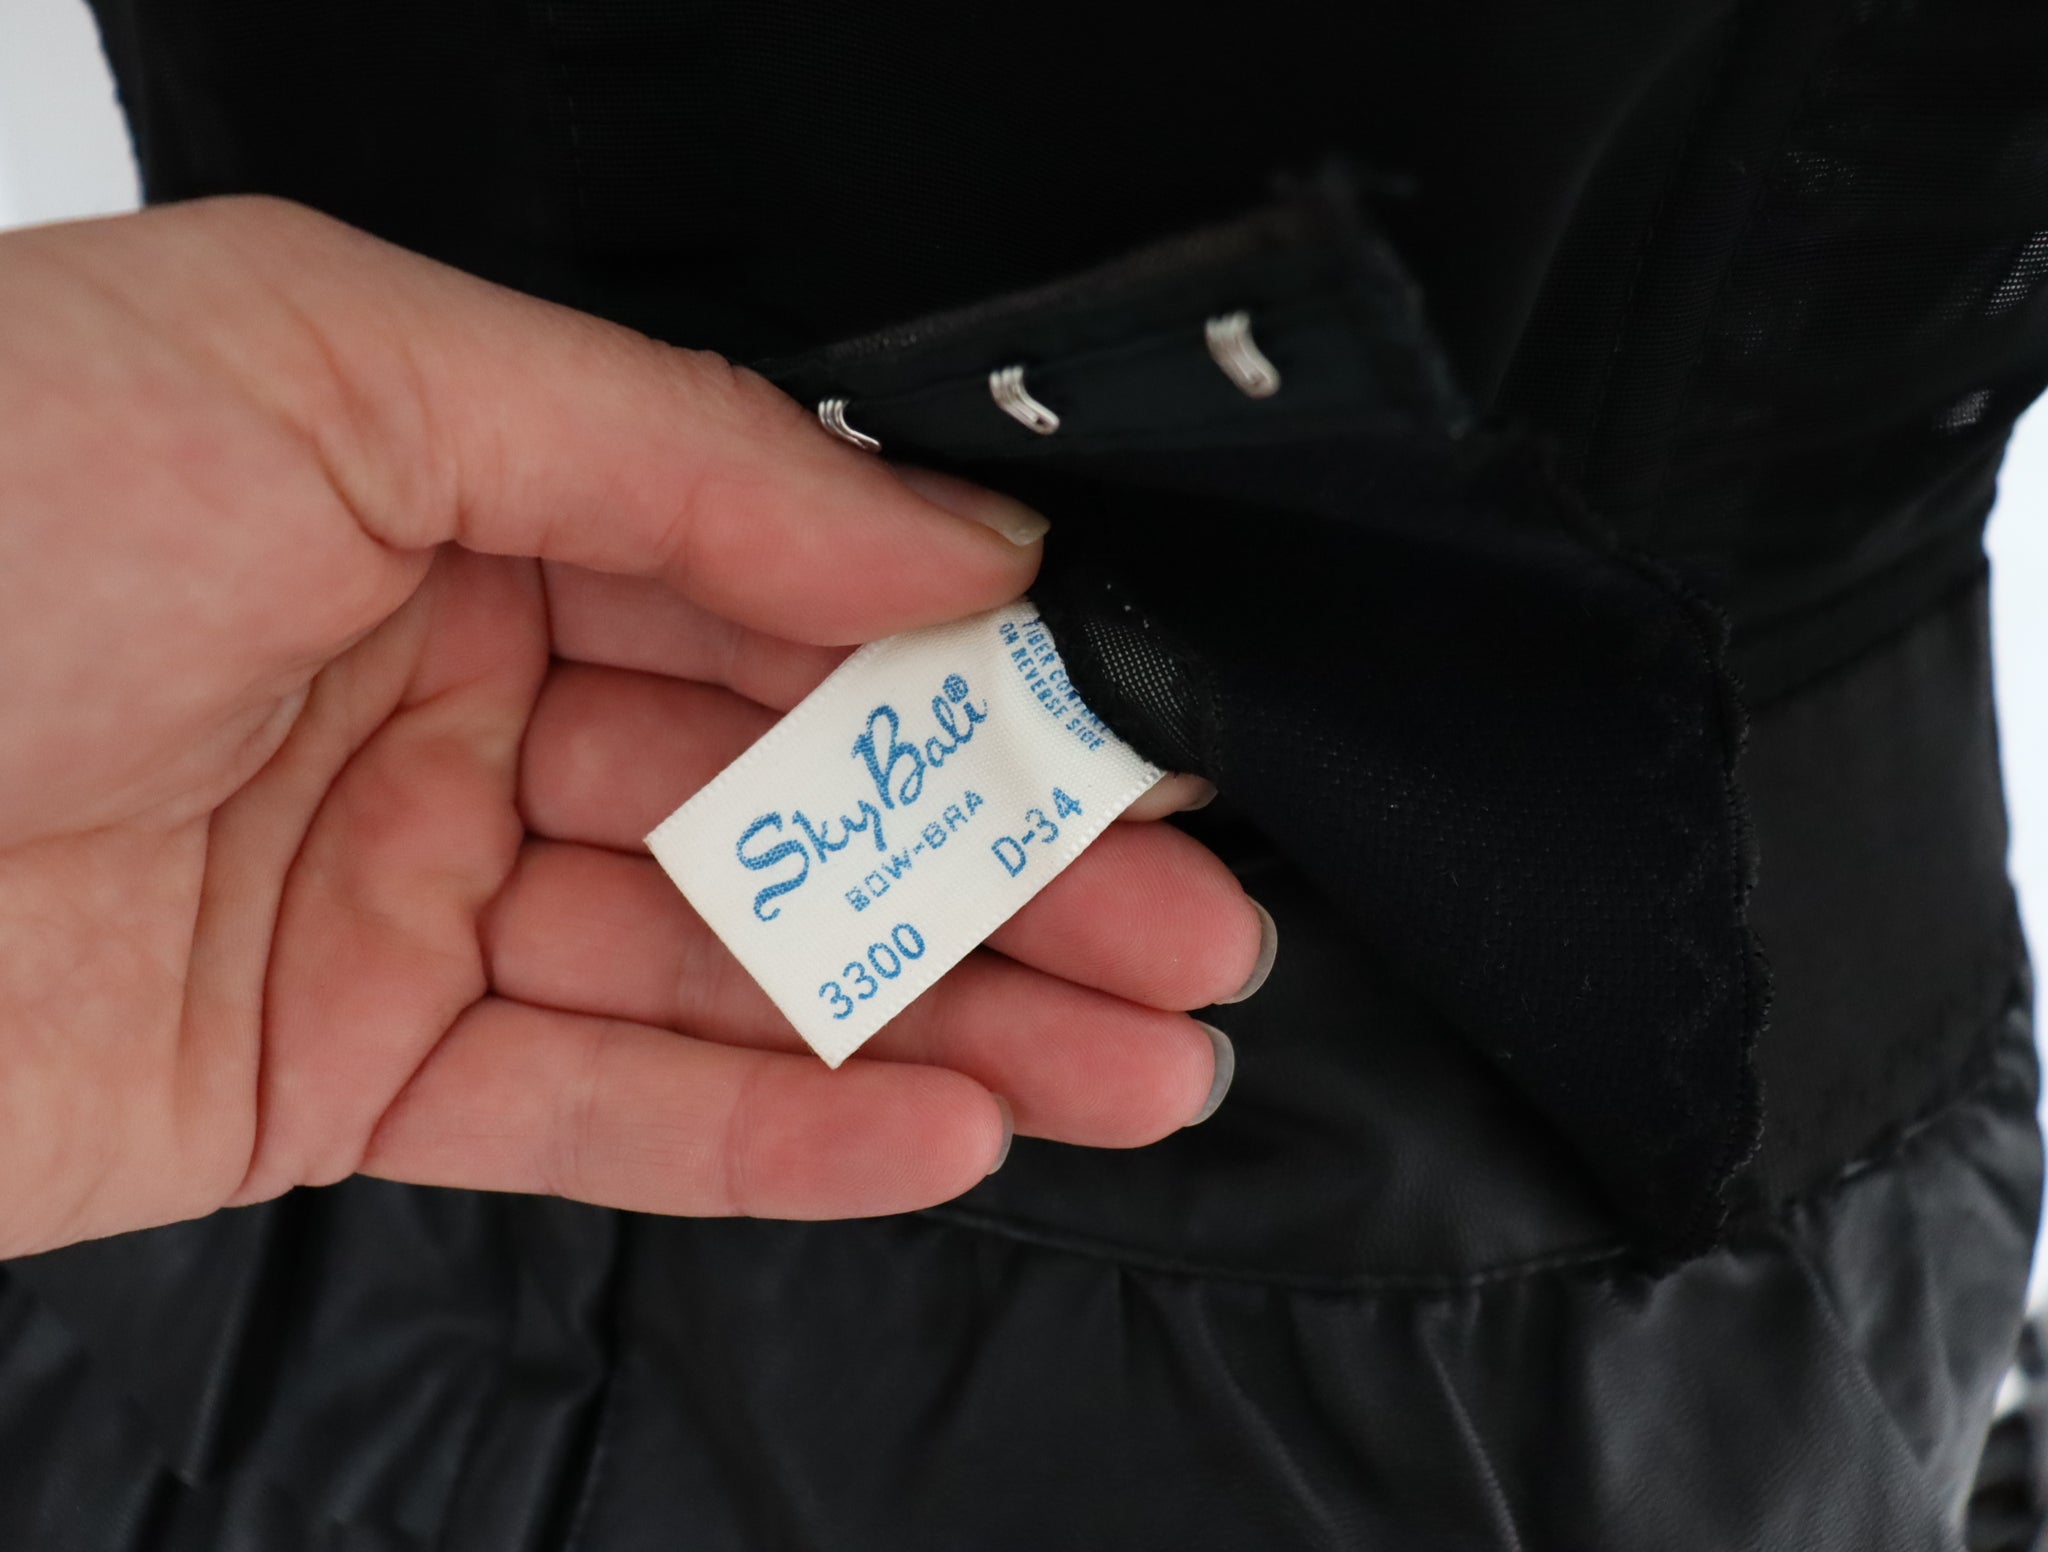 SkyBali®
BOW-BRA
3300 D-34
FIBER CONTENT
ON REVERSE SIDE